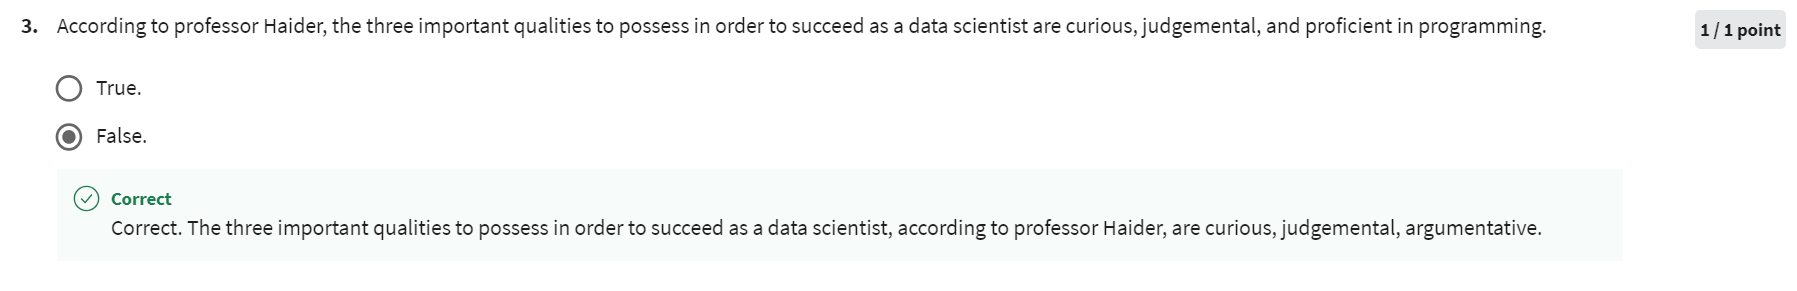 3. According to professor Haider, the three important qualities to possess in order to succeed as a data scientist are curious, judgemental, and proficient in programming.
1 / 1 point
True.
False.
Correct
Correct. The three important qualities to possess in order to succeed as a data scientist, according to professor Haider, are curious, judgemental, argumentative.